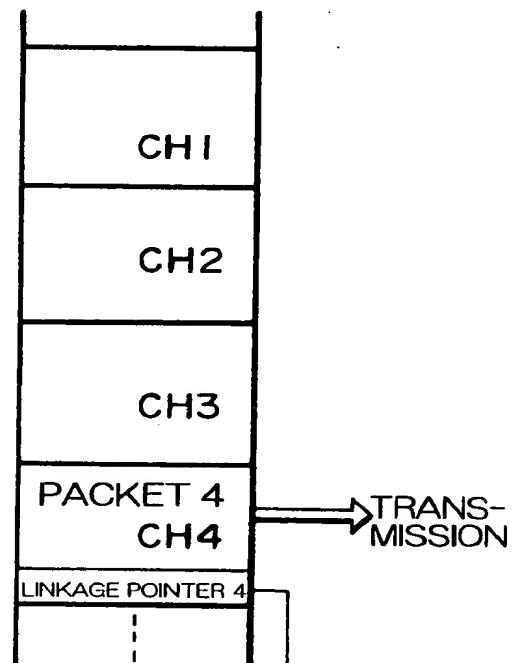 CH1
CH2
CH3
PACKET 4
CH4
TRANS-
MISSION
LINKAGE POINTER 4